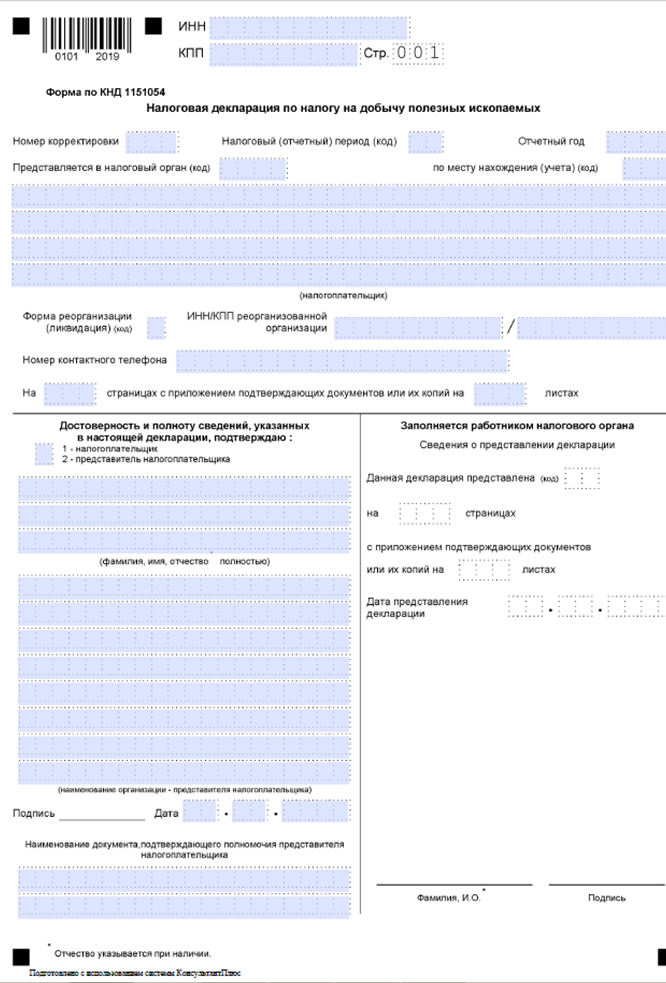 ИНН
КПП Стр. 001
0101 2019
Форма по КНД 1151054
Налоговая декларация по налогу на добычу полезных ископаемых
Номер корректировки Налоговый (отчетный) период (код) Отчетный год
Представляется в налоговый орган (код) по месту нахождения (учета) (код)
(налогоплательщик)
Форма реорганизации (ликвидация) (код) ИНН/КПП реорганизованной организации /
Номер контактного телефона
На страницах с приложением подтверждающих документов или их копий на листах
Достоверность и полноту сведений, указанных
в настоящей декларации, подтверждаю :
1 - налогоплательщик
2 - представитель налогоплательщика
(фамилия, имя, отчество * полностью)
(наименование организации - представителя налогоплательщика)
Подпись Дата . .
Наименование документа,подтверждающего полномочия представителя
налогоплательщика
Заполняется работником налогового органа
Сведения о представлении декларации
Данная декларация представлена (код)
на страницах
с приложением подтверждающих документов
или их копий на листах
Дата представления
декларации . .
Фамилия, И.О.* Подпись
* Отчество указывается при наличии.
Подготовлено с использованием системы КонсультантПлюс